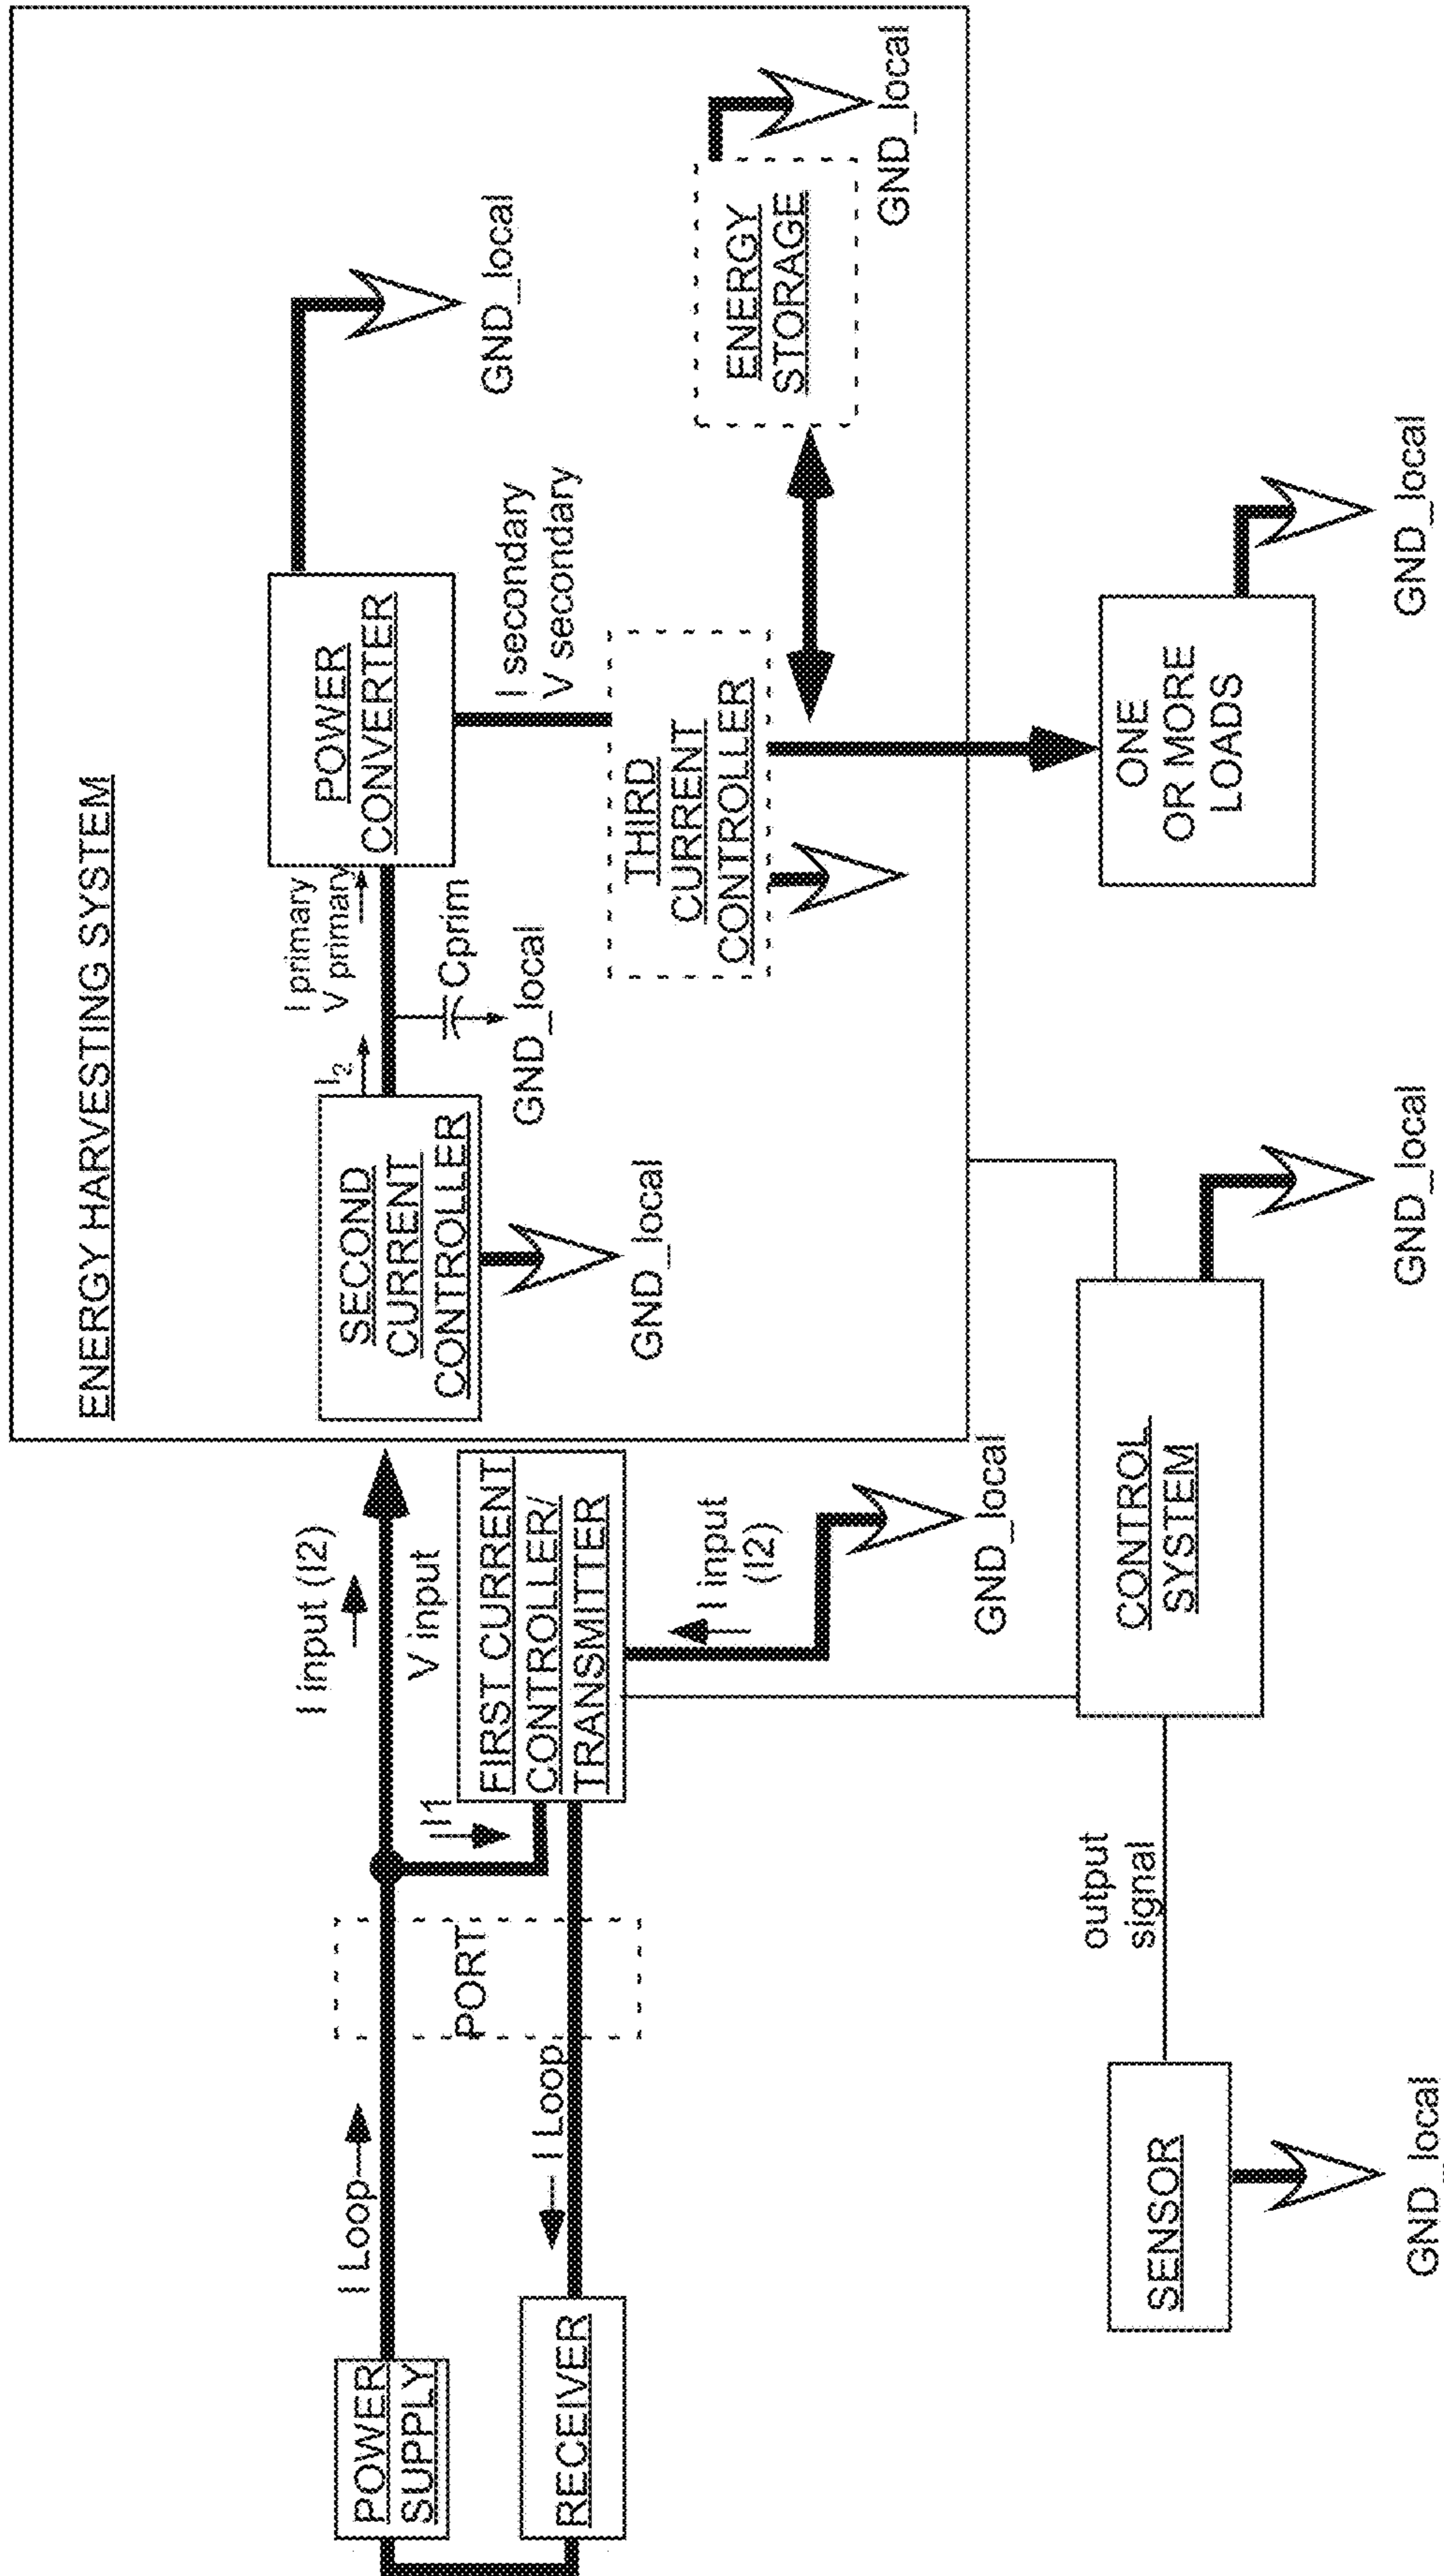 ENERGY HARVESTING SYSTEM
POWER
SUPPLY
I Loop
PORT
I input (I2)
V input
I1
SECOND
CURRENT
CONTROLLER
I2
I primary
V primary
Cprim
GND_local
POWER
CONVERTER
GND_local
GND_local
I secondary
V secondary
RECEIVER
I Loop
FIRST CURRENT
CONTROLLER/
TRANSMITTER
I input
(I2)
GND_local
THIRD
CURRENT
CONTROLLER
ENERGY
STORAGE
GND_local
SENSOR
GND_local
output
signal
CONTROL
SYSTEM
GND_local
ONE
OR MORE
LOADS
GND_local